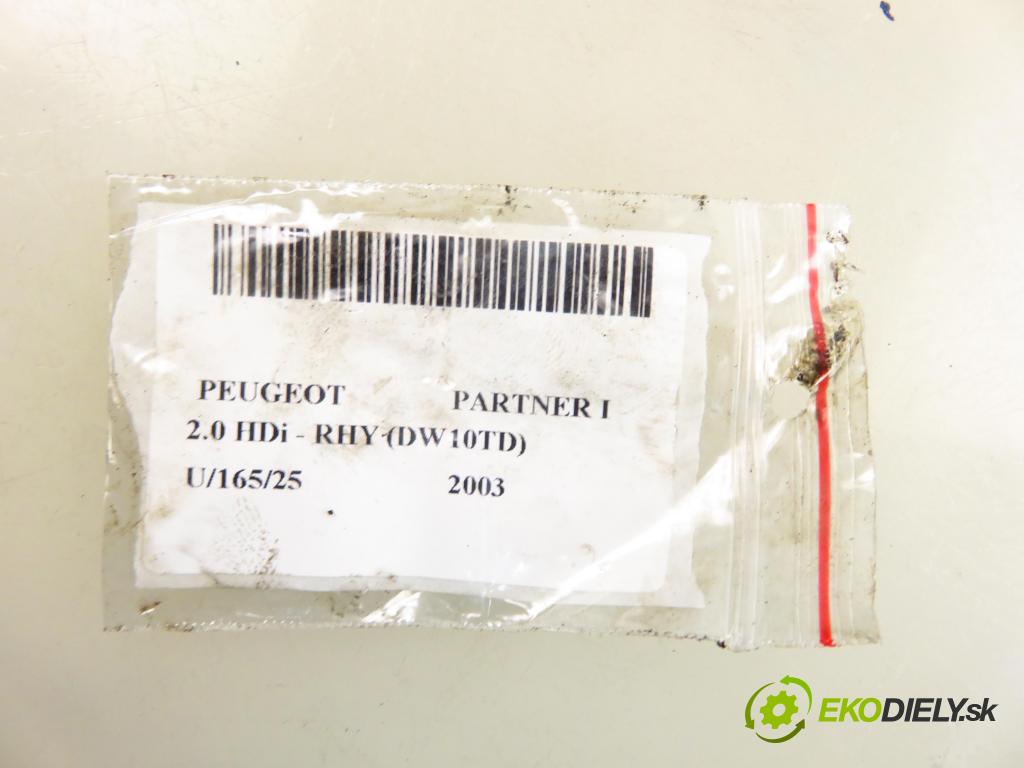 PEUGEOT PARTNER I
2.0 HDi - RHY (DW10TD)
U/165/25 2003
EKODIELY.sk